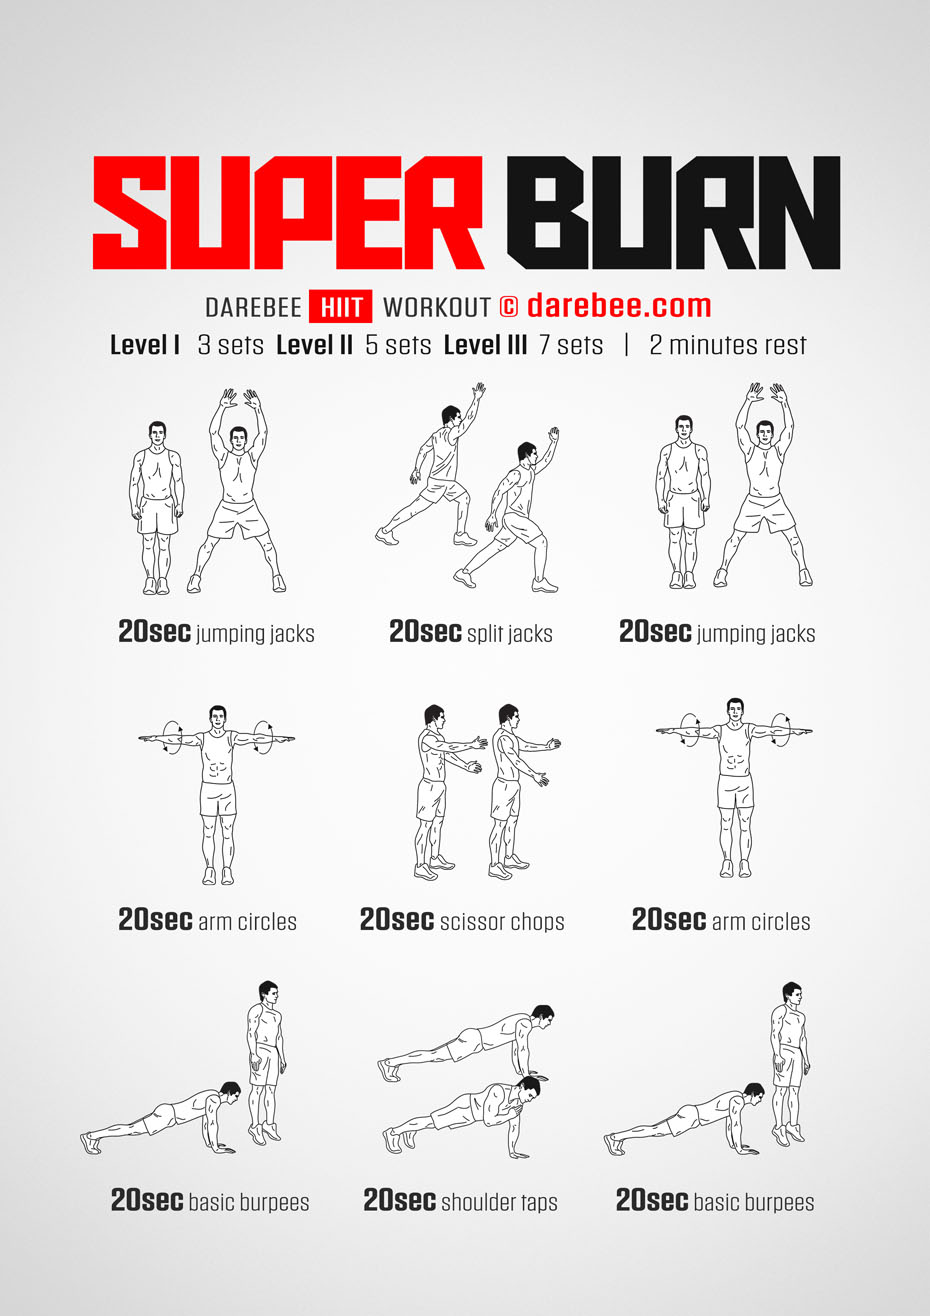 SUPER BURN
DAREBEE HIIT WORKOUT © darebee.com
Level I 3 sets Level II 5 sets Level III 7 sets | 2 minutes rest
20sec jumping jacks 20sec split jacks 20sec jumping jacks
20sec arm circles 20sec scissor chops 20sec arm circles
20sec basic burpees 20sec shoulder taps 20sec basic burpees